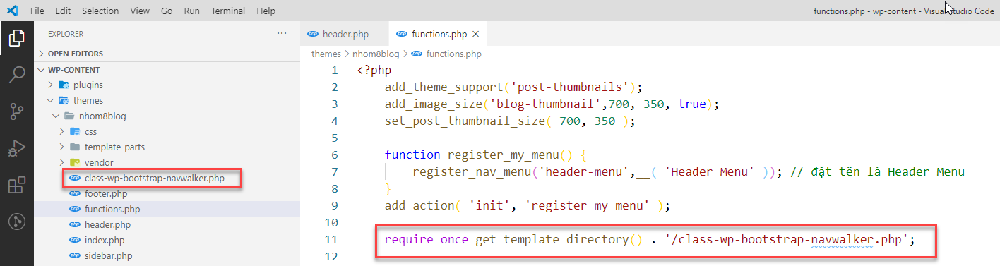 File Edit Selection View Go Run Terminal Help functions.php - wp-content - Visual Studio Code
EXPLORER ···
OPEN EDITORS
WP-CONTENT
plugins
themes
nhom8blog
css
template-parts
vendor
class-wp-bootstrap-navwalker.php
footer.php
functions.php
header.php
index.php
sidebar.php
header.php functions.php
themes > nhom8blog > functions.php
1 <?php
2 add_theme_support('post-thumbnails');
3 add_image_size('blog-thumbnail',700, 350, true);
4 set_post_thumbnail_size( 700, 350 );
5
6 function register_my_menu() {
7 register_nav_menu('header-menu',__( 'Header Menu' )); // đặt tên là Header Menu
8 }
9 add_action( 'init', 'register_my_menu' );
10
11 require_once get_template_directory() . '/class-wp-bootstrap-navwalker.php';
12